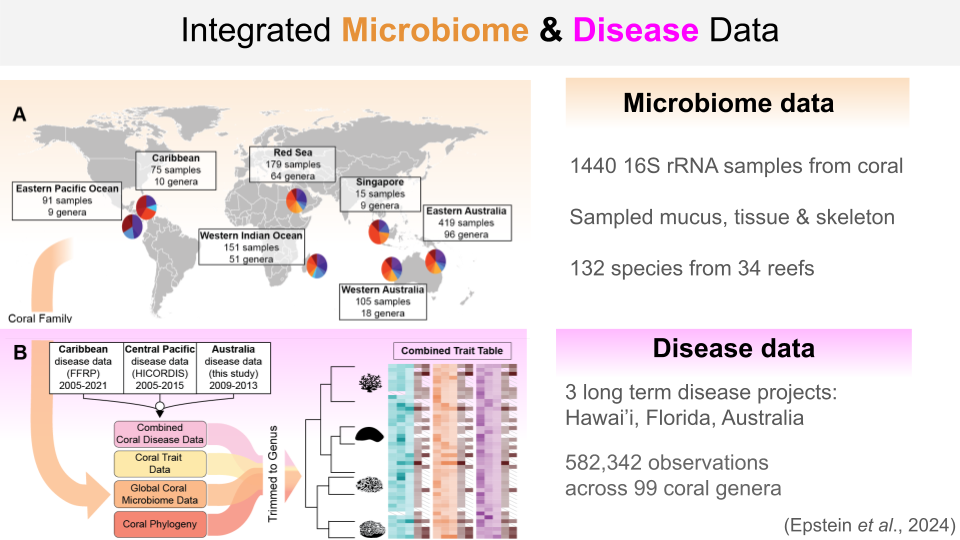 Integrated Microbiome & Disease Data
A
Caribbean
75 samples
10 genera
Red Sea
179 samples
64 genera
Eastern Pacific Ocean
91 samples
9 genera
Singapore
15 samples
9 genera
Eastern Australia
419 samples
96 genera
Western Indian Ocean
151 samples
51 genera
Western Australia
105 samples
18 genera
Coral Family
Microbiome data
1440 16S rRNA samples from coral
Sampled mucus, tissue & skeleton
132 species from 34 reefs
B
Caribbean
disease data
(FFRP)
2005-2021
Central Pacific
disease data
(HICORDIS)
2005-2015
Australia
disease data
(this study)
2009-2013
Combined
Coral Disease Data
Coral Trait
Data
Global Coral
Microbiome Data
Coral Phylogeny
Trimmed to Genus
Combined Trait Table
Disease data
3 long term disease projects:
Hawai’i, Florida, Australia
582,342 observations
across 99 coral genera
(Epstein et al., 2024)